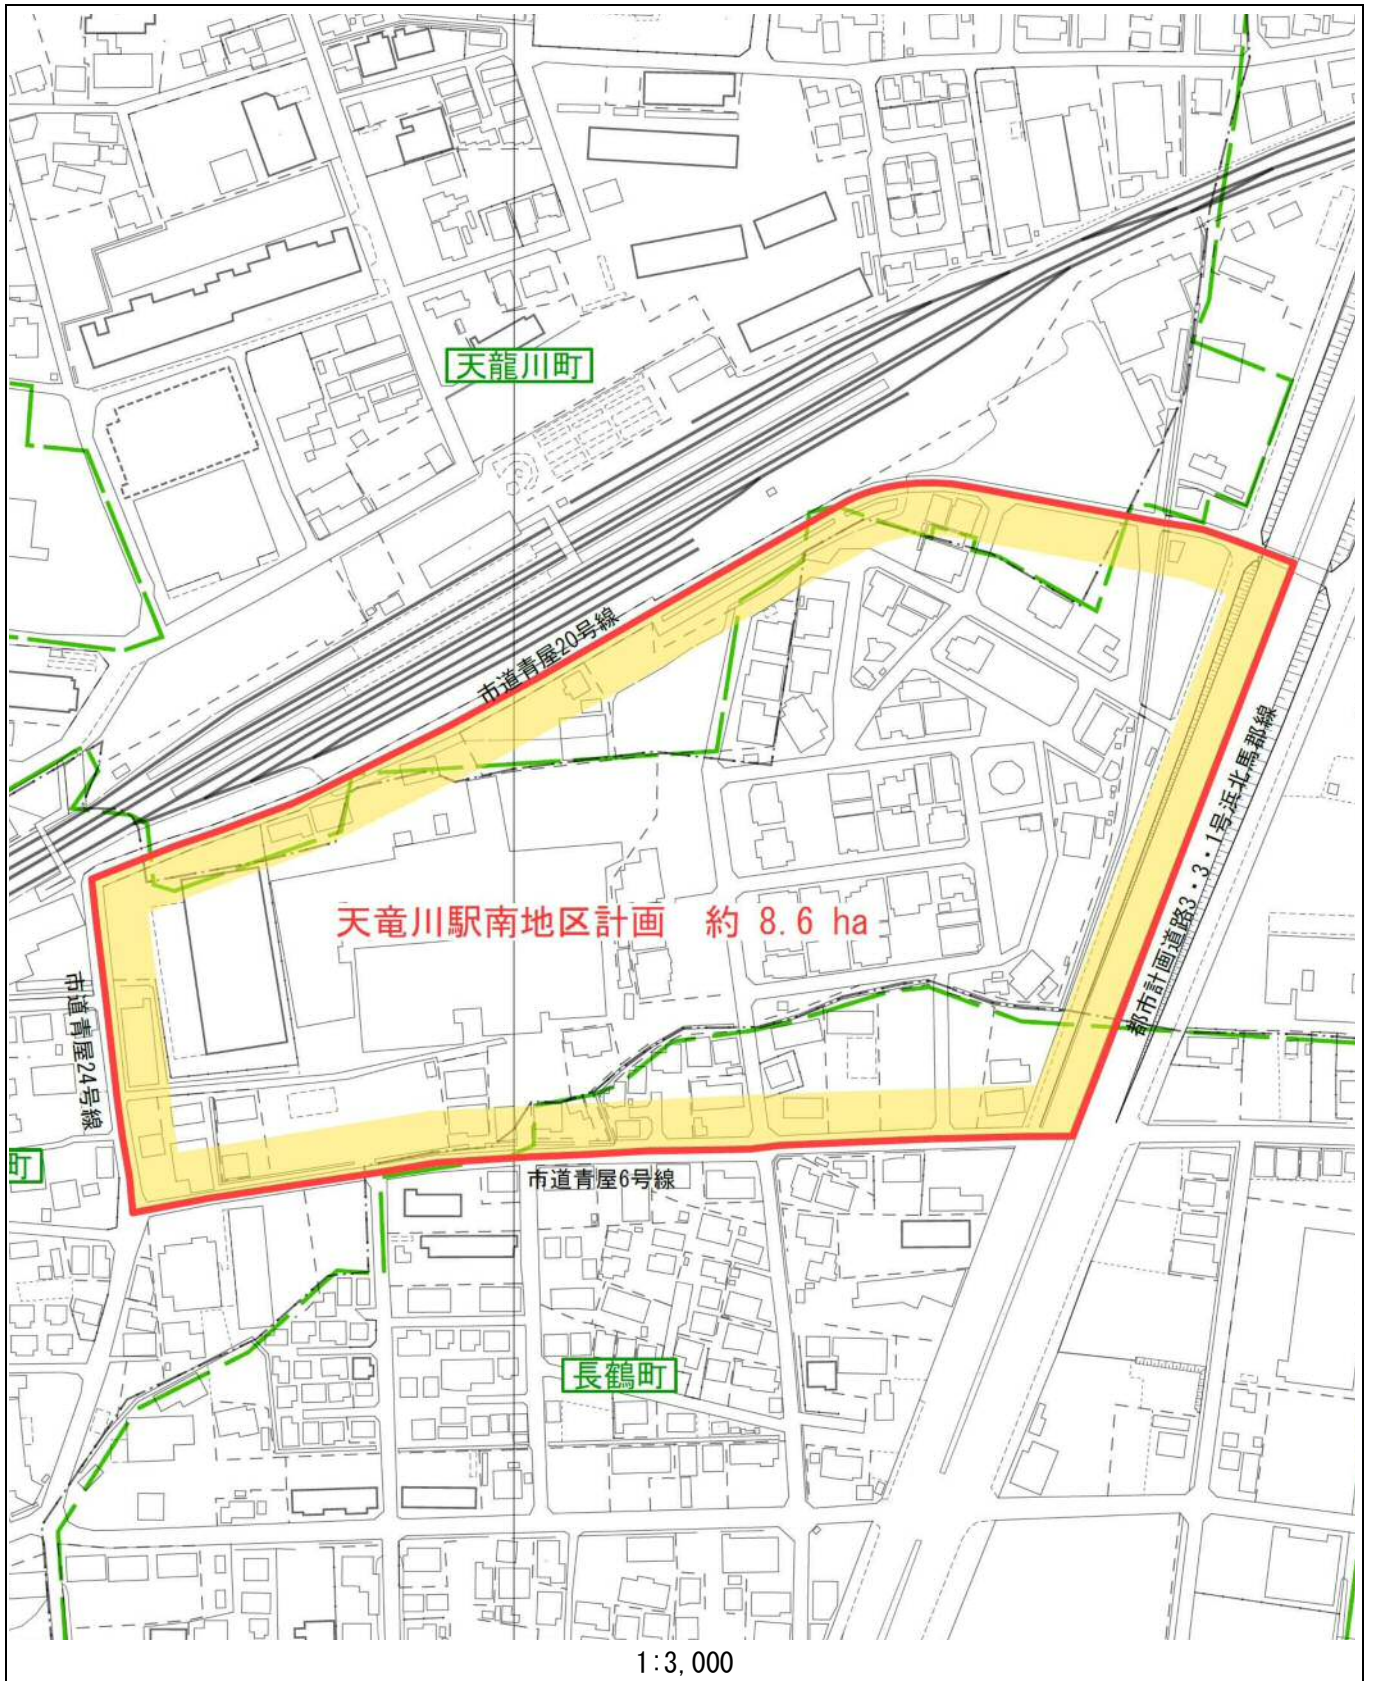 天龍川町
市道青屋20号線
都市計画道路3・3・1号浜北馬郡線
天竜川駅南地区計画 約 8.6 ha
市道青屋24号線
町
市道青屋6号線
長鶴町
1:3,000